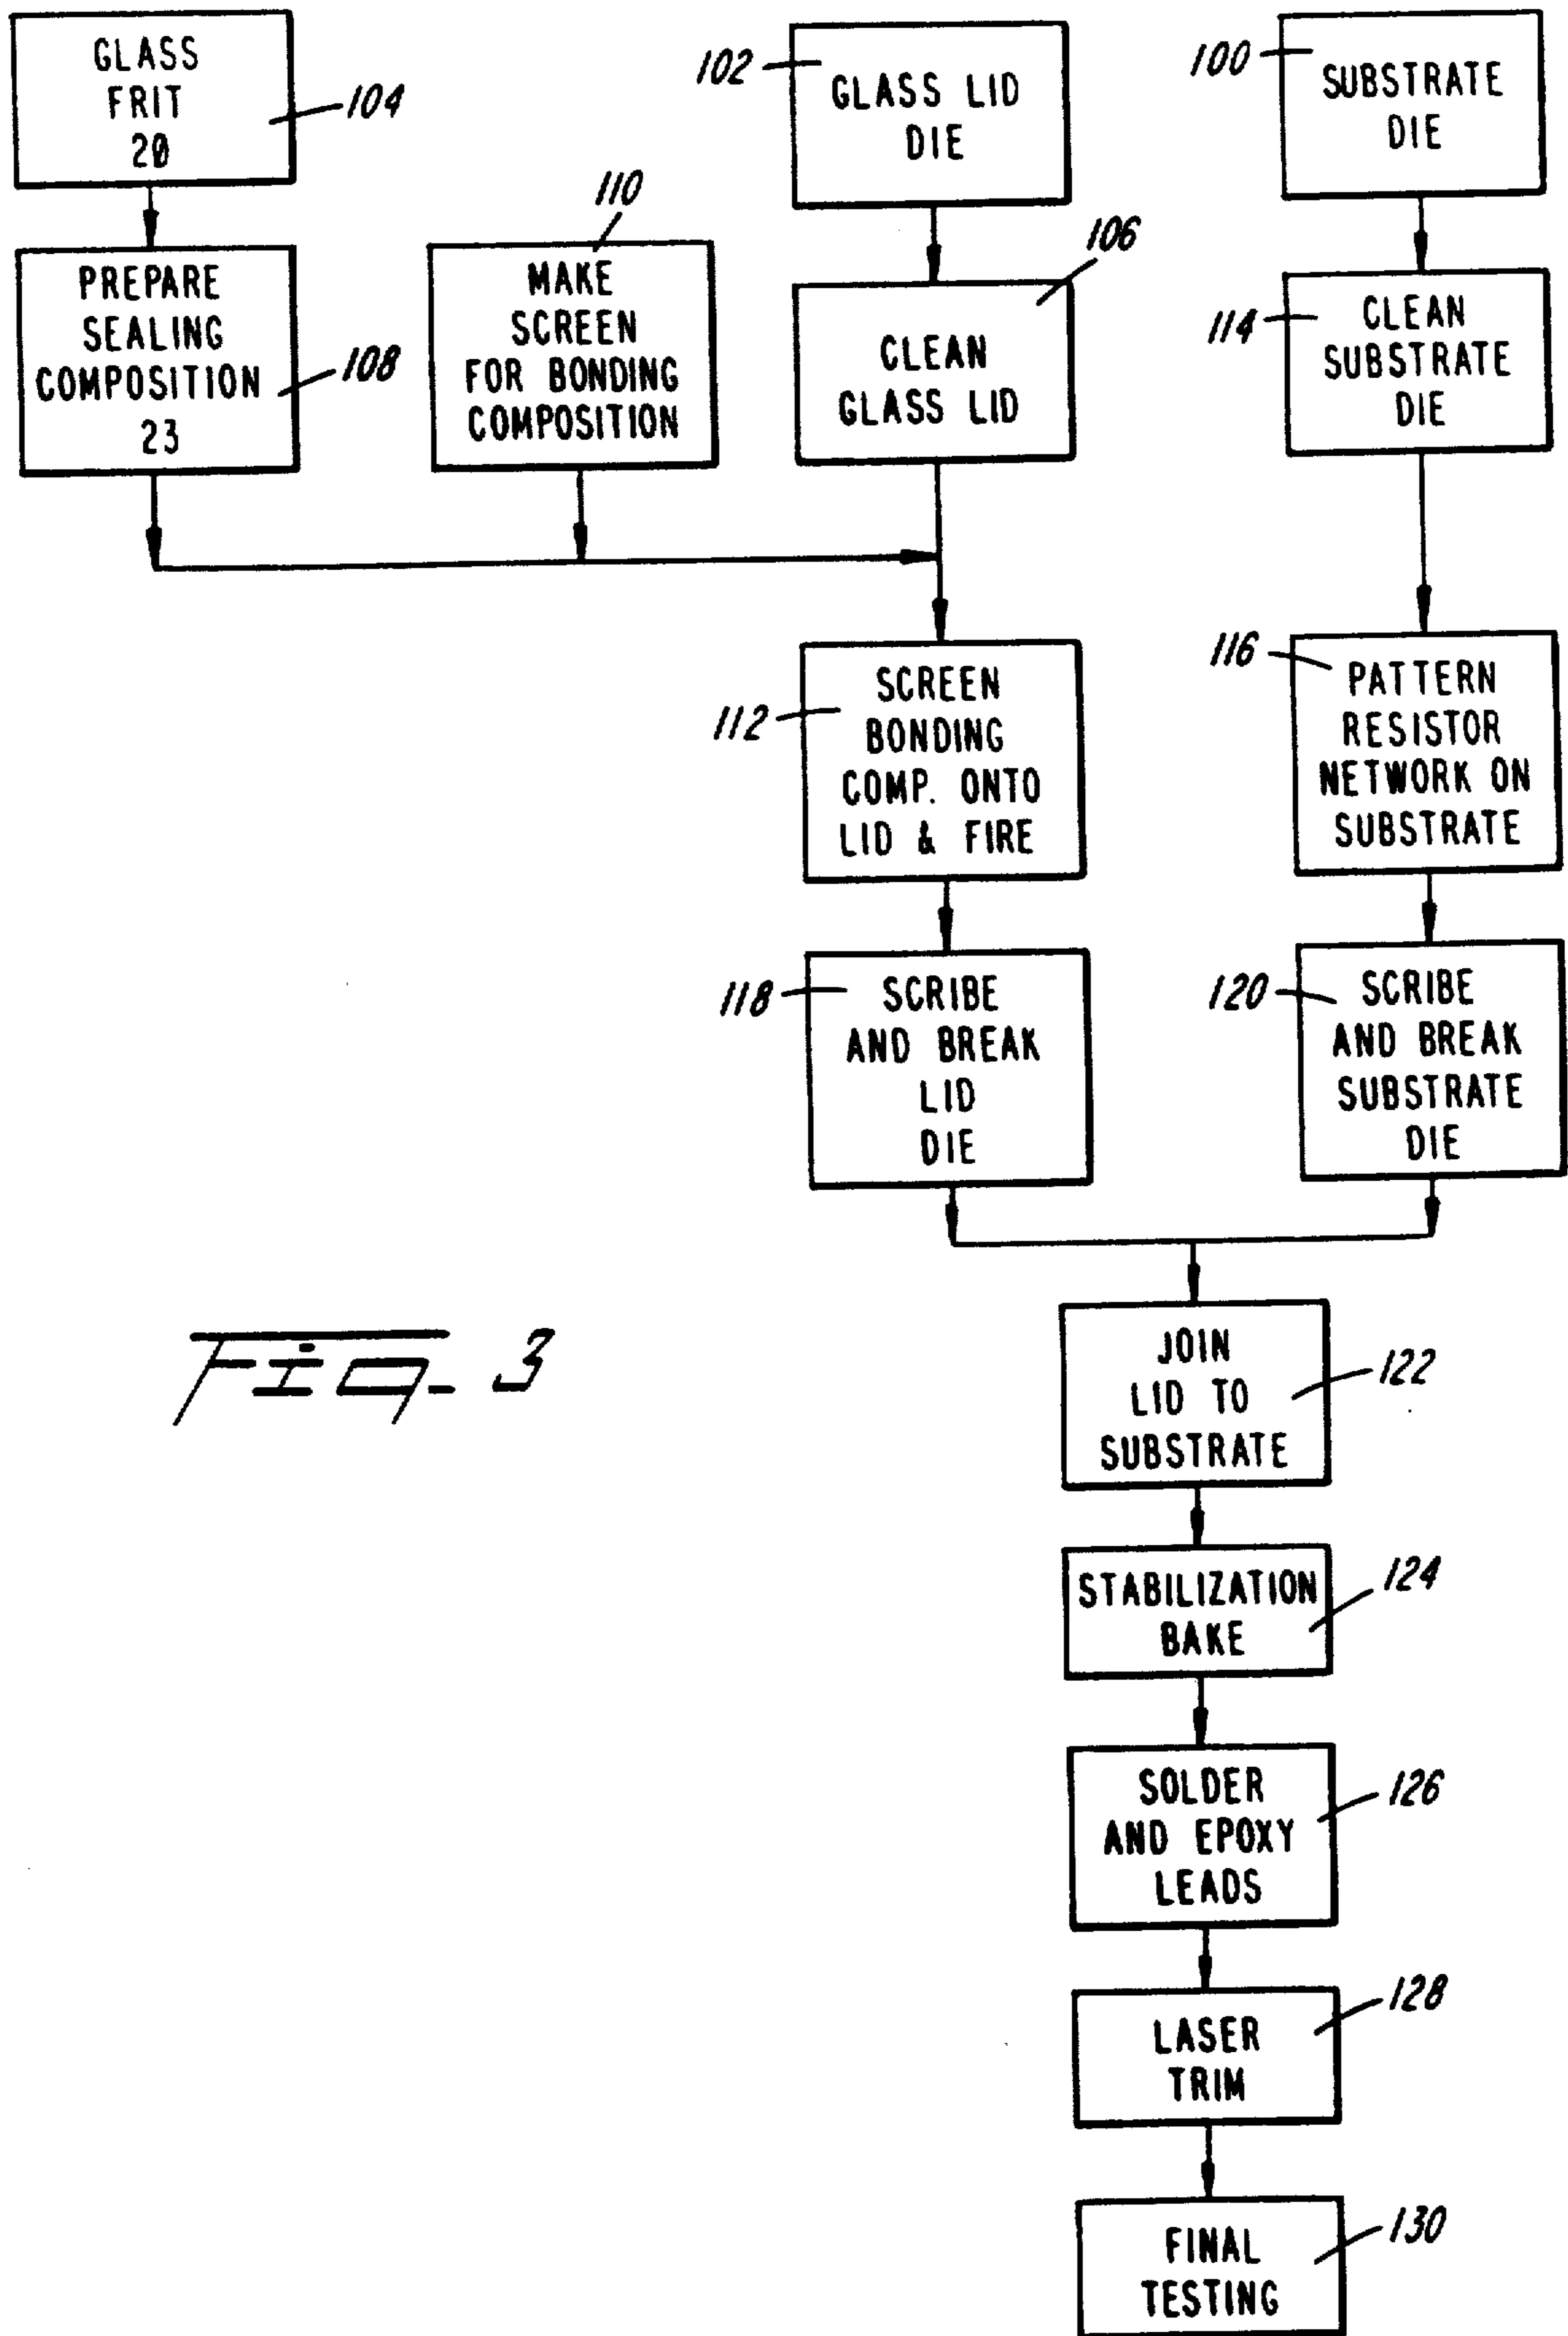 GLASS
FRIT
20
104
102
GLASS LID
DIE
100
SUBSTRATE
DIE
PREPARE
SEALING
COMPOSITION
23
108
110
MAKE
SCREEN
FOR BONDING
COMPOSITION
106
CLEAN
GLASS LID
114
CLEAN
SUBSTRATE
DIE
112
SCREEN
BONDING
COMP. ONTO
LID & FIRE
116
PATTERN
RESISTOR
NETWORK ON
SUBSTRATE
118
SCRIBE
AND BREAK
LID
DIE
120
SCRIBE
AND BREAK
SUBSTRATE
DIE
Fig. 3
JOIN
LID TO
SUBSTRATE
122
STABILIZATION
BAKE
124
SOLDER
AND EPOXY
LEADS
126
LASER
TRIM
128
FINAL
TESTING
130